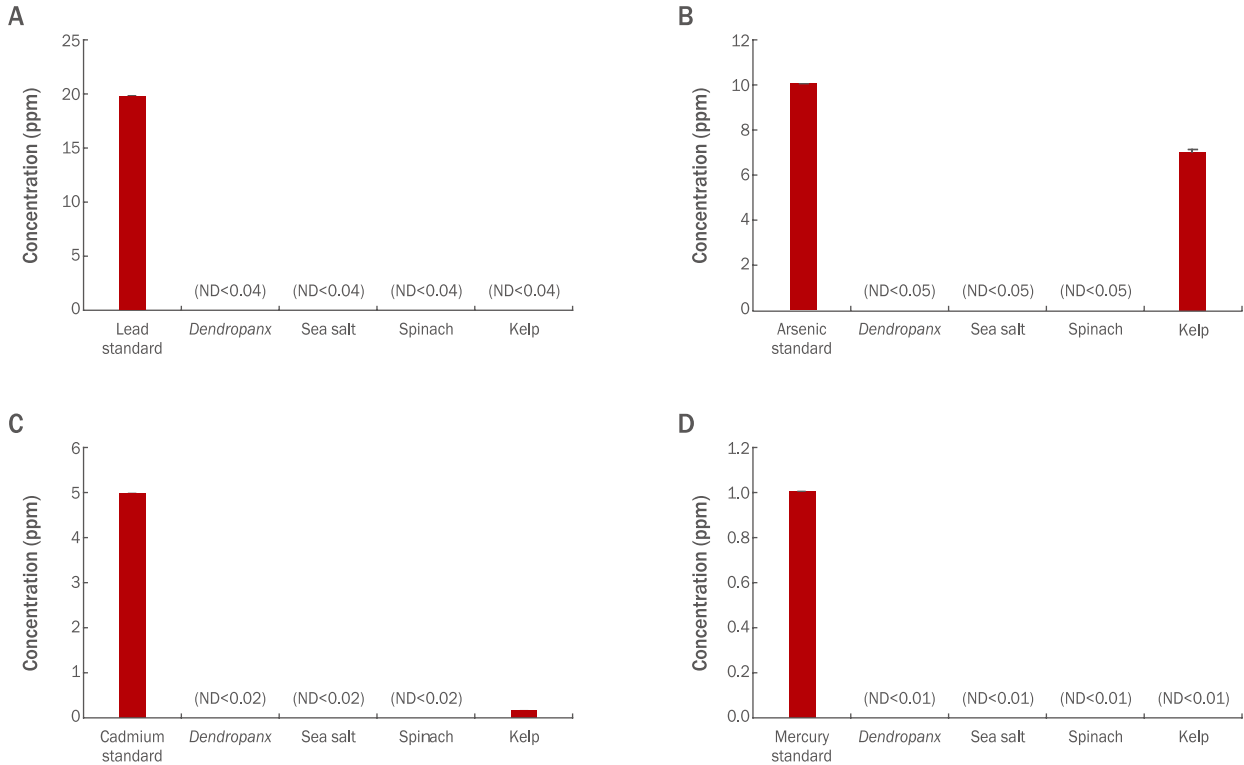 A
Concentration (ppm)
25
20
15
10
5
0
(ND<0.04) (ND<0.04) (ND<0.04) (ND<0.04)
Lead standard
Dendropanx
Sea salt
Spinach
Kelp
B
Concentration (ppm)
12
10
8
6
4
2
0
(ND<0.05) (ND<0.05) (ND<0.05)
Arsenic standard
Dendropanx
Sea salt
Spinach
Kelp
C
Concentration (ppm)
6
5
4
3
2
1
0
(ND<0.02) (ND<0.02) (ND<0.02)
Cadmium standard
Dendropanx
Sea salt
Spinach
Kelp
D
Concentration (ppm)
1.2
1.0
0.8
0.6
0.4
0.2
0.0
(ND<0.01) (ND<0.01) (ND<0.01) (ND<0.01)
Mercury standard
Dendropanx
Sea salt
Spinach
Kelp